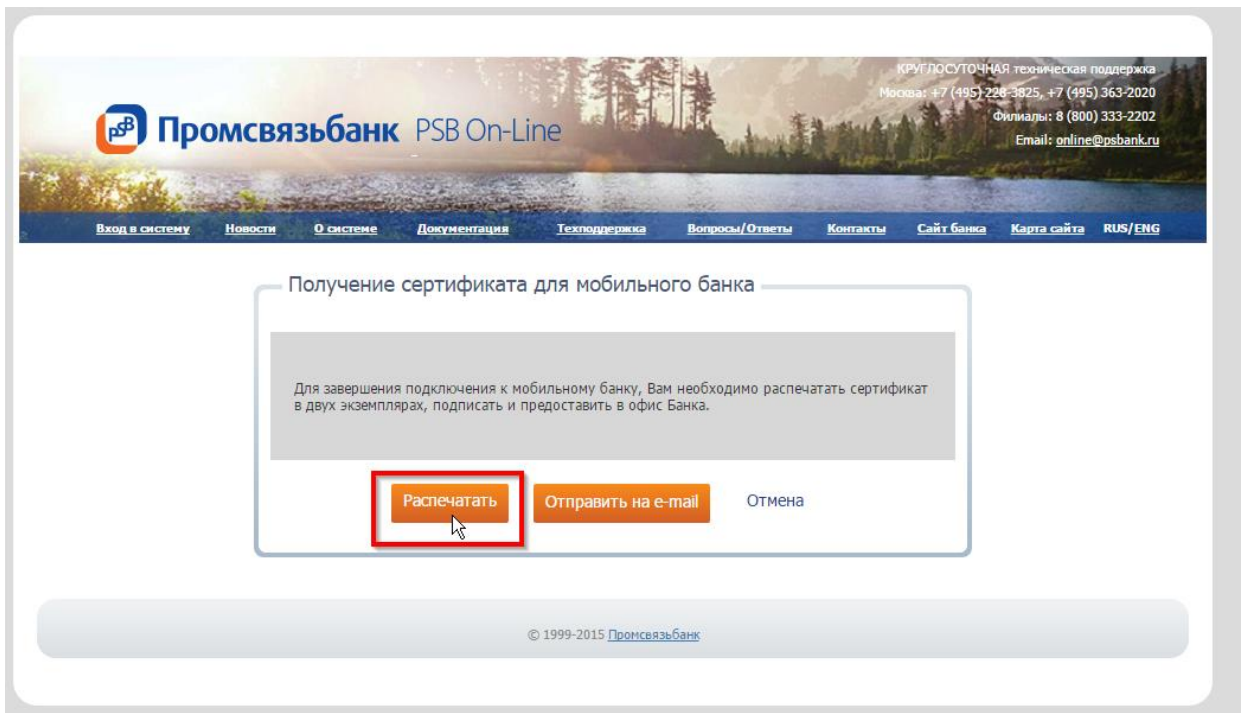 КРУГЛОСУТОЧНАЯ техническая поддержка
Москва: +7 (495) 228-3825, +7 (495) 363-2020
Филиалы: 8 (800) 333-2202
Email: online@psbank.ru
PSB Промсвязьбанк PSB On-Line
Вход в систему Новости О системе Документация Техподдержка Вопросы/Ответы Контакты Сайт банка Карта сайта RUS/ENG
Получение сертификата для мобильного банка
Для завершения подключения к мобильному банку, Вам необходимо распечатать сертификат
в двух экземплярах, подписать и предоставить в офис Банка.
Распечатать Отправить на e-mail Отмена
© 1999-2015 Промсвязьбанк